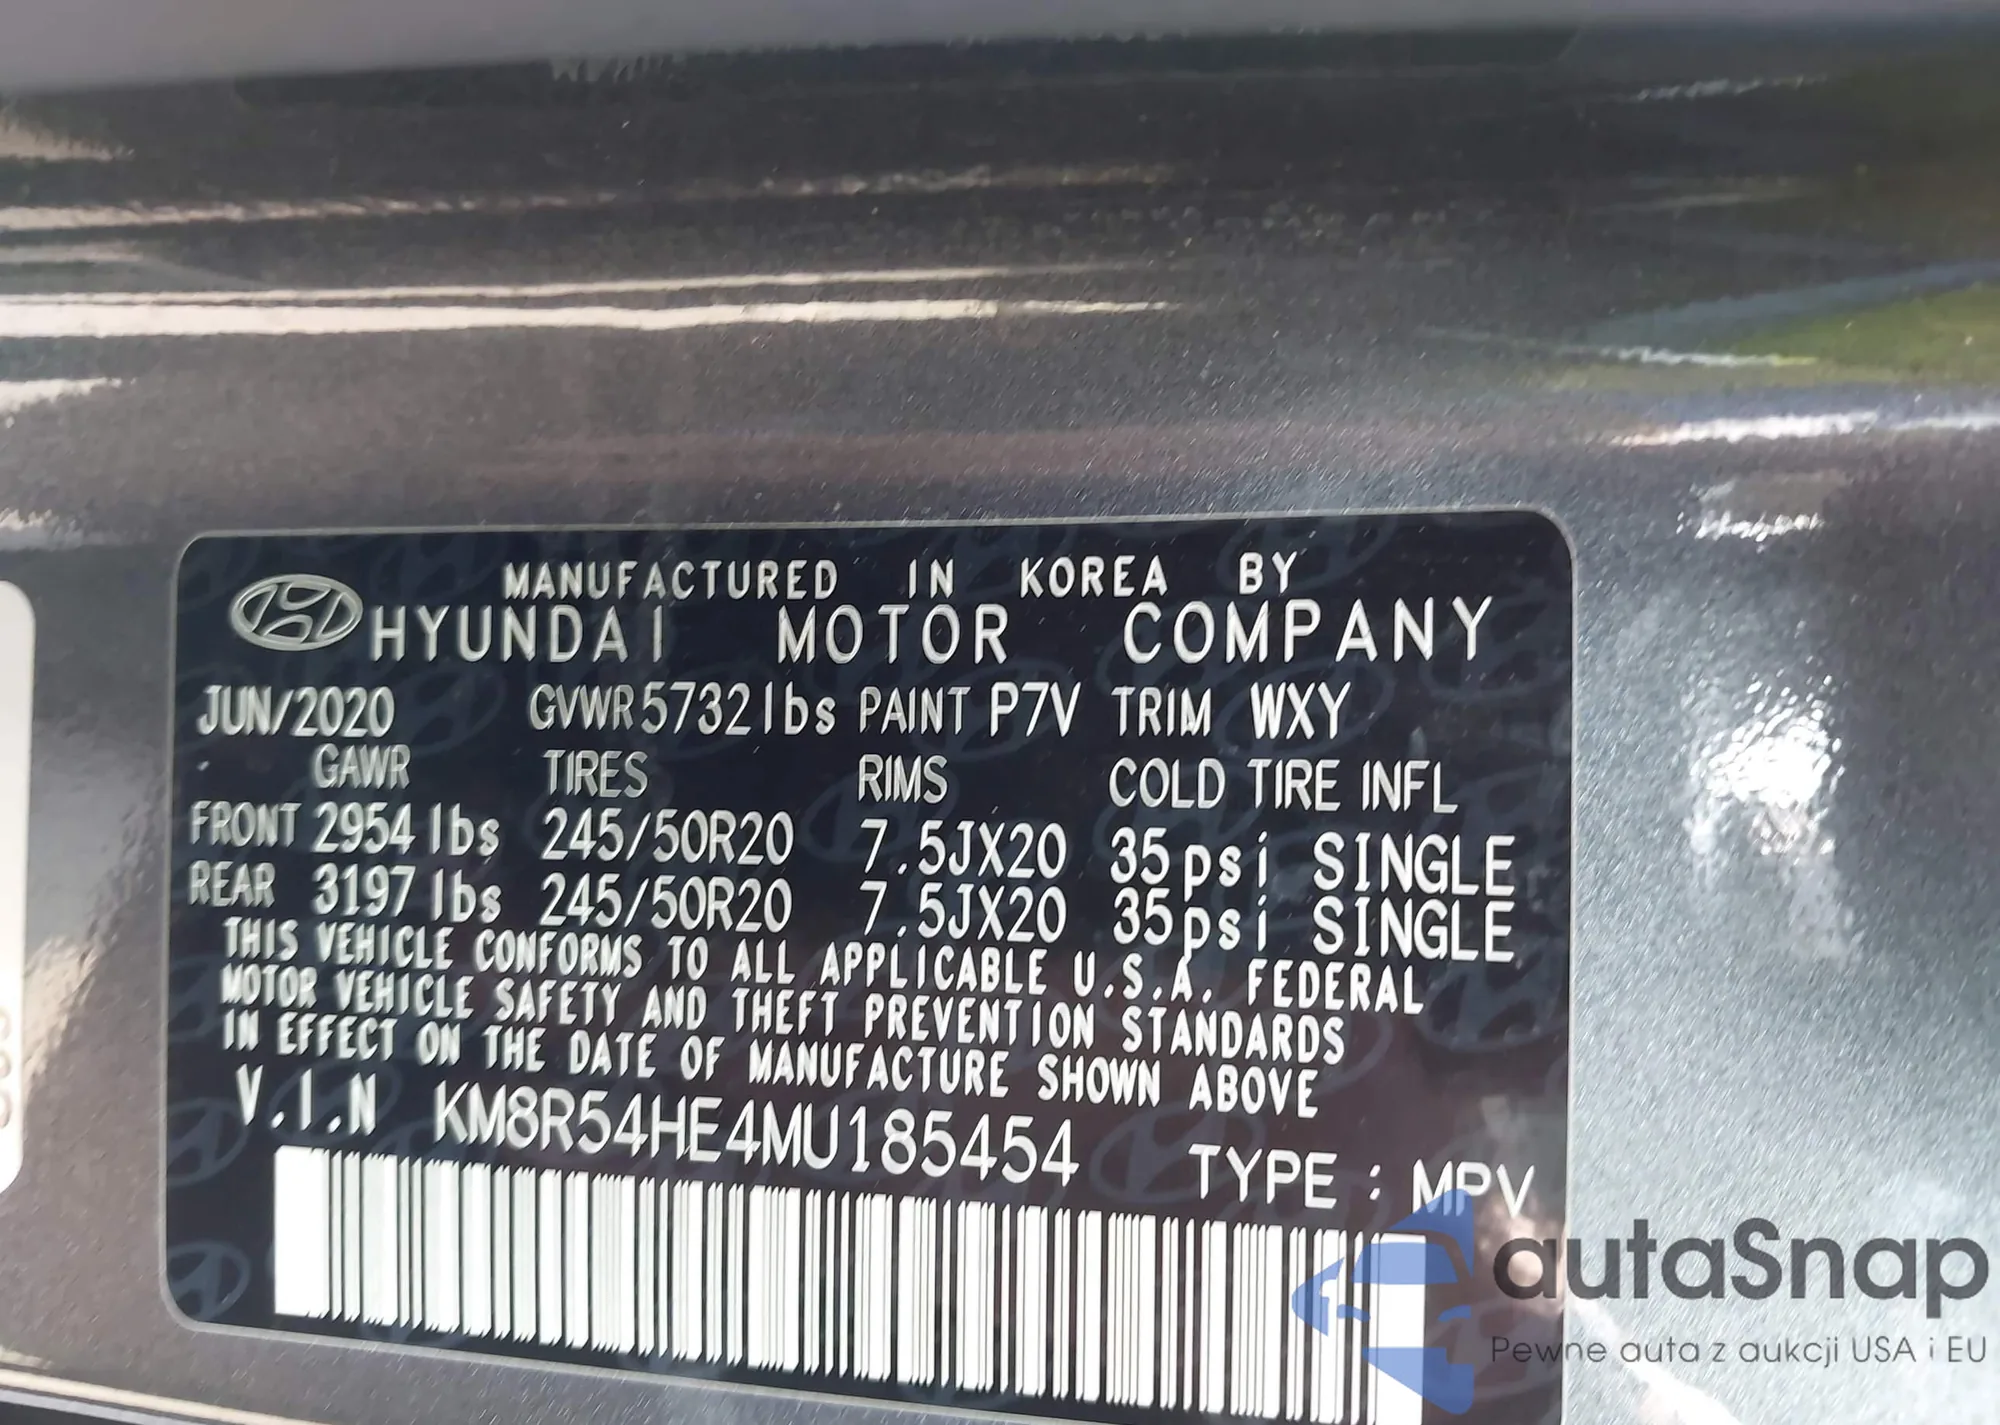 MANUFACTURED IN KOREA BY
HYUNDAI MOTOR COMPANY
JUN/2020 GVWR 5732 lbs PAINT P7V TRIM WXY
GAWR TIRES RIMS COLD TIRE INFL
FRONT 2954 lbs 245/50R20 7.5JX20 35psi SINGLE
REAR 3197 lbs 245/50R20 7.5JX20 35psi SINGLE
THIS VEHICLE CONFORMS TO ALL APPLICABLE U.S.A. FEDERAL
MOTOR VEHICLE SAFETY AND THEFT PREVENTION STANDARDS
IN EFFECT ON THE DATE OF MANUFACTURE SHOWN ABOVE
V.I.N KM8R54HE4MU185454
TYPE : MPV
autaSnap
Pewne auta z aukcji USA i EU